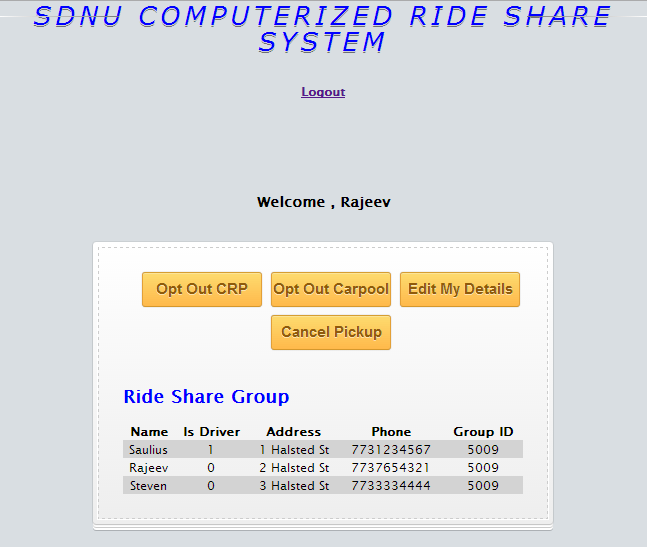 SDNU COMPUTERIZED RIDE SHARE
SYSTEM
Logout
Welcome , Rajeev
Opt Out CRP Opt Out Carpool Edit My Details
Cancel Pickup
Ride Share Group
Name Is Driver Address Phone Group ID
Saulius 1 1 Halsted St 7731234567 5009
Rajeev 0 2 Halsted St 7737654321 5009
Steven 0 3 Halsted St 7733334444 5009